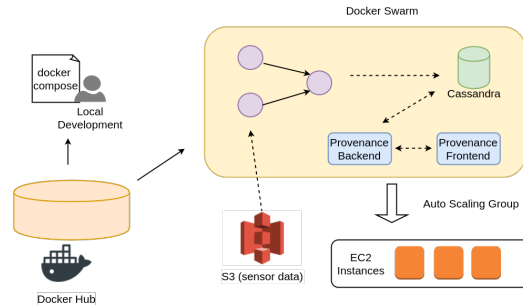 Docker Swarm
docker
compose
Local
Development
Cassandra
Provenance
Backend
Provenance
Frontend
Auto Scaling Group
S3 (sensor data)
EC2
Instances
Docker Hub